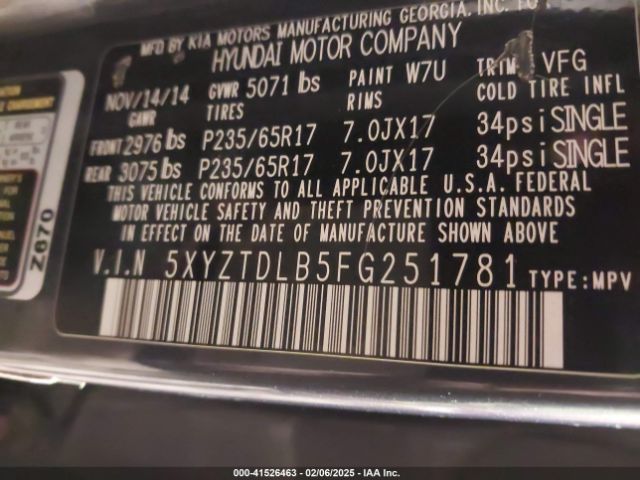 MFD BY KIA MOTORS MANUFACTURING GEORGIA, INC. FO
HYUNDAI MOTOR COMPANY
NOV/14/14 GVWR 5071 lbs PAINT W7U TRIM VFG
GAWR TIRES RIMS COLD TIRE INFL
FRONT 2976 lbs P235/65R17 7.0JX17 34psi SINGLE
REAR 3075 lbs P235/65R17 7.0JX17 34psi SINGLE
THIS VEHICLE CONFORMS TO ALL APPLICABLE U.S.A. FEDERAL
MOTOR VEHICLE SAFETY AND THEFT PREVENTION STANDARDS
IN EFFECT ON THE DATE OF MANUFACTURE SHOWN ABOVE.
V.I.N 5XYZTDLB5FG251781 TYPE:MPV
Z670
000-41526463 - 02/06/2025 - IAA Inc.